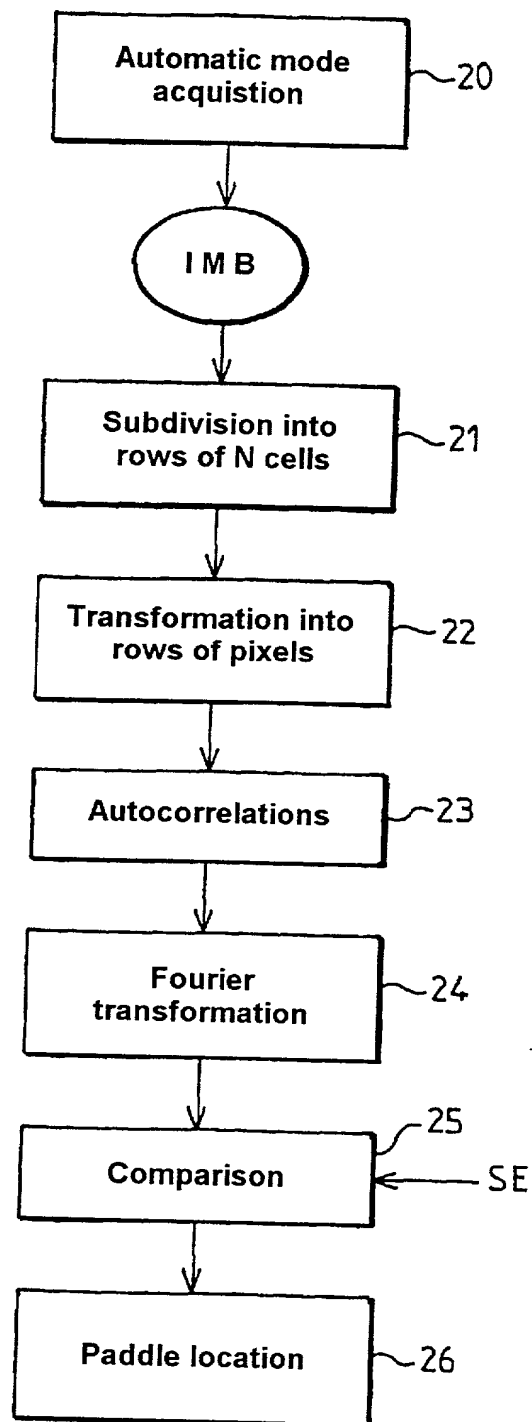 Automatic mode
acquistion
20
I M B
Subdivision into
rows of N cells
21
Transformation into
rows of pixels
22
Autocorrelations
23
Fourier
transformation
24
25
Comparison
SE
Paddle location
26